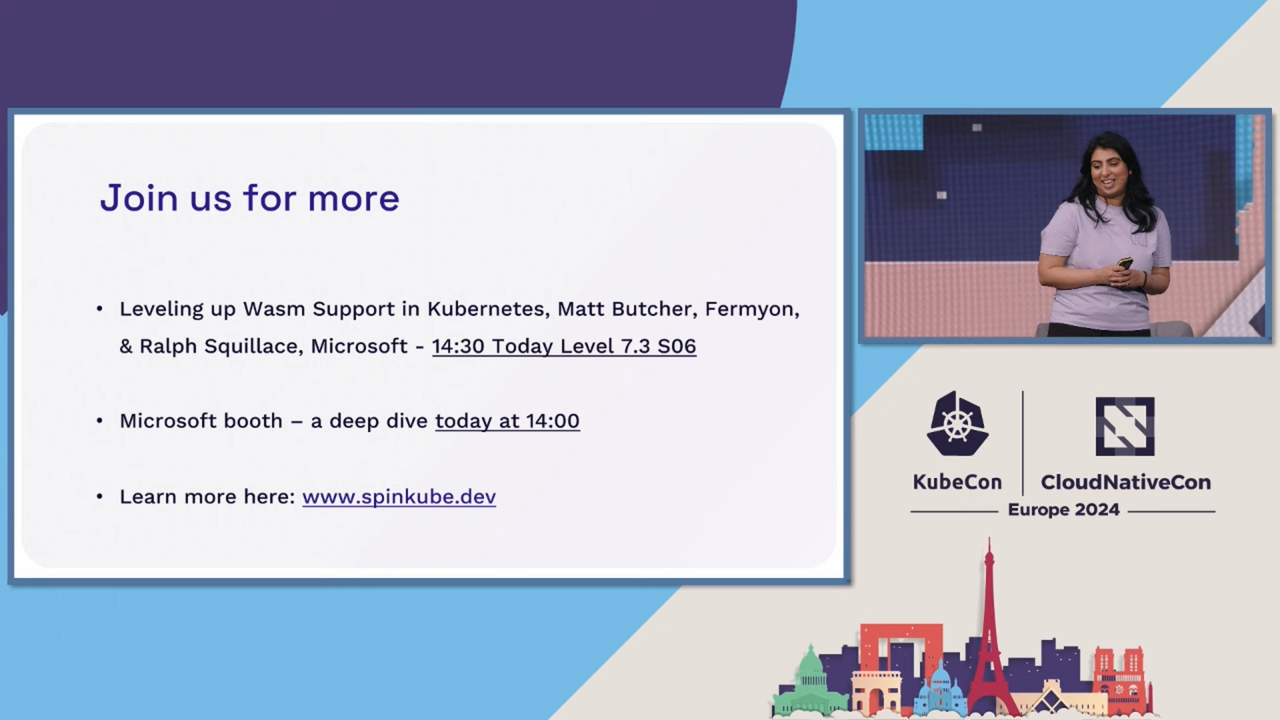 Join us for more
• Leveling up Wasm Support in Kubernetes, Matt Butcher, Fermyon,
& Ralph Squillace, Microsoft - 14:30 Today Level 7.3 S06
• Microsoft booth – a deep dive today at 14:00
• Learn more here: www.spinkube.dev
KubeCon
CloudNativeCon
Europe 2024